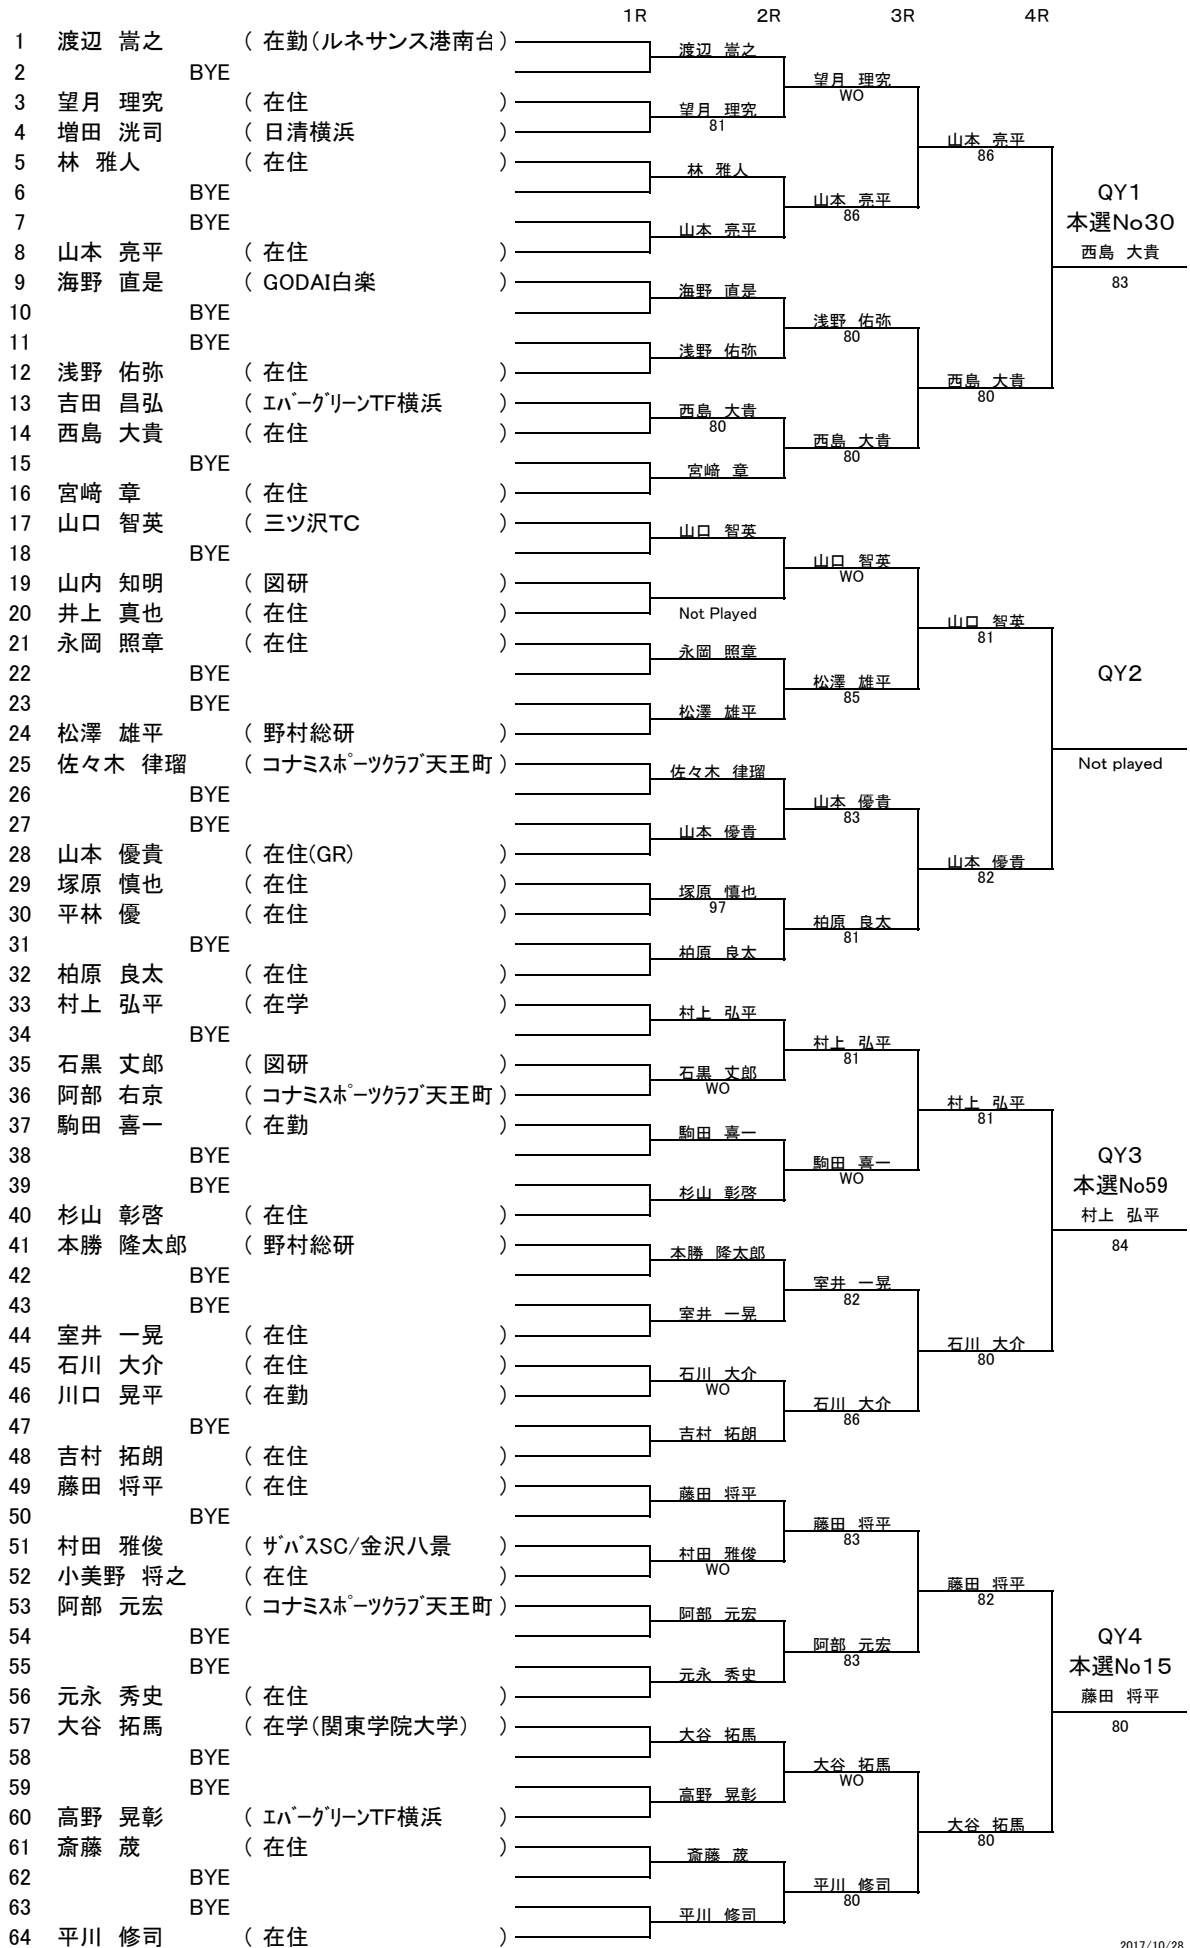 1R 2R 3R 4R
1 渡辺 嵩之 ( 在勤(ルネサンス港南台 )
2 BYE
3 望月 理究 ( 在住 )
4 増田 洸司 ( 日清横浜 )
5 林 雅人 ( 在住 )
6 BYE
7 BYE
8 山本 亮平 ( 在住 )
9 海野 直是 ( GODAI白楽 )
10 BYE
11 BYE
12 浅野 佑弥 ( 在住 )
13 吉田 昌弘 ( エバーグリーンTF横浜 )
14 西島 大貴 ( 在住 )
15 BYE
16 宮﨑 章 ( 在住 )
17 山口 智英 ( 三ツ沢TC )
18 BYE
19 山内 知明 ( 図研 )
20 井上 真也 ( 在住 )
21 永岡 照章 ( 在住 )
22 BYE
23 BYE
24 松澤 雄平 ( 野村総研 )
25 佐々木 律瑠 ( コナミスポーツクラブ天王町 )
26 BYE
27 BYE
28 山本 優貴 ( 在住(GR) )
29 塚原 慎也 ( 在住 )
30 平林 優 ( 在住 )
31 BYE
32 柏原 良太 ( 在住 )
33 村上 弘平 ( 在学 )
34 BYE
35 石黒 丈郎 ( 図研 )
36 阿部 右京 ( コナミスポーツクラブ天王町 )
37 駒田 喜一 ( 在勤 )
38 BYE
39 BYE
40 杉山 彰啓 ( 在住 )
41 本勝 隆太郎 ( 野村総研 )
42 BYE
43 BYE
44 室井 一晃 ( 在住 )
45 石川 大介 ( 在住 )
46 川口 晃平 ( 在勤 )
47 BYE
48 吉村 拓朗 ( 在住 )
49 藤田 将平 ( 在住 )
50 BYE
51 村田 雅俊 ( ザバスSC/金沢八景 )
52 小美野 将之 ( 在住 )
53 阿部 元宏 ( コナミスポーツクラブ天王町 )
54 BYE
55 BYE
56 元永 秀史 ( 在住 )
57 大谷 拓馬 ( 在学(関東学院大学) )
58 BYE
59 BYE
60 高野 晃彰 ( エバーグリーンTF横浜 )
61 斎藤 茂 ( 在住 )
62 BYE
63 BYE
64 平川 修司 ( 在住 )
渡辺 嵩之
望月 理究
81
林 雅人
山本 亮平
海野 直是
浅野 佑弥
西島 大貴
80
宮﨑 章
山口 智英
Not Played
永岡 照章
松澤 雄平
佐々木 律瑠
山本 優貴
塚原 慎也
97
柏原 良太
村上 弘平
石黒 丈郎
WO
駒田 喜一
杉山 彰啓
本勝 隆太郎
室井 一晃
石川 大介
WO
吉村 拓朗
藤田 将平
村田 雅俊
WO
阿部 元宏
元永 秀史
大谷 拓馬
高野 晃彰
斎藤 茂
平川 修司
望月 理究
WO
山本 亮平
86
浅野 佑弥
80
西島 大貴
80
山口 智英
WO
松澤 雄平
85
山本 優貴
83
柏原 良太
81
村上 弘平
81
駒田 喜一
WO
室井 一晃
82
石川 大介
86
藤田 将平
83
阿部 元宏
83
大谷 拓馬
WO
平川 修司
80
山本 亮平
86
西島 大貴
80
山口 智英
81
山本 優貴
82
村上 弘平
81
石川 大介
80
藤田 将平
82
大谷 拓馬
80
QY1
本選No30
西島 大貴
83
QY2
Not played
QY3
本選No59
村上 弘平
84
QY4
本選No15
藤田 将平
80
2017/10/28